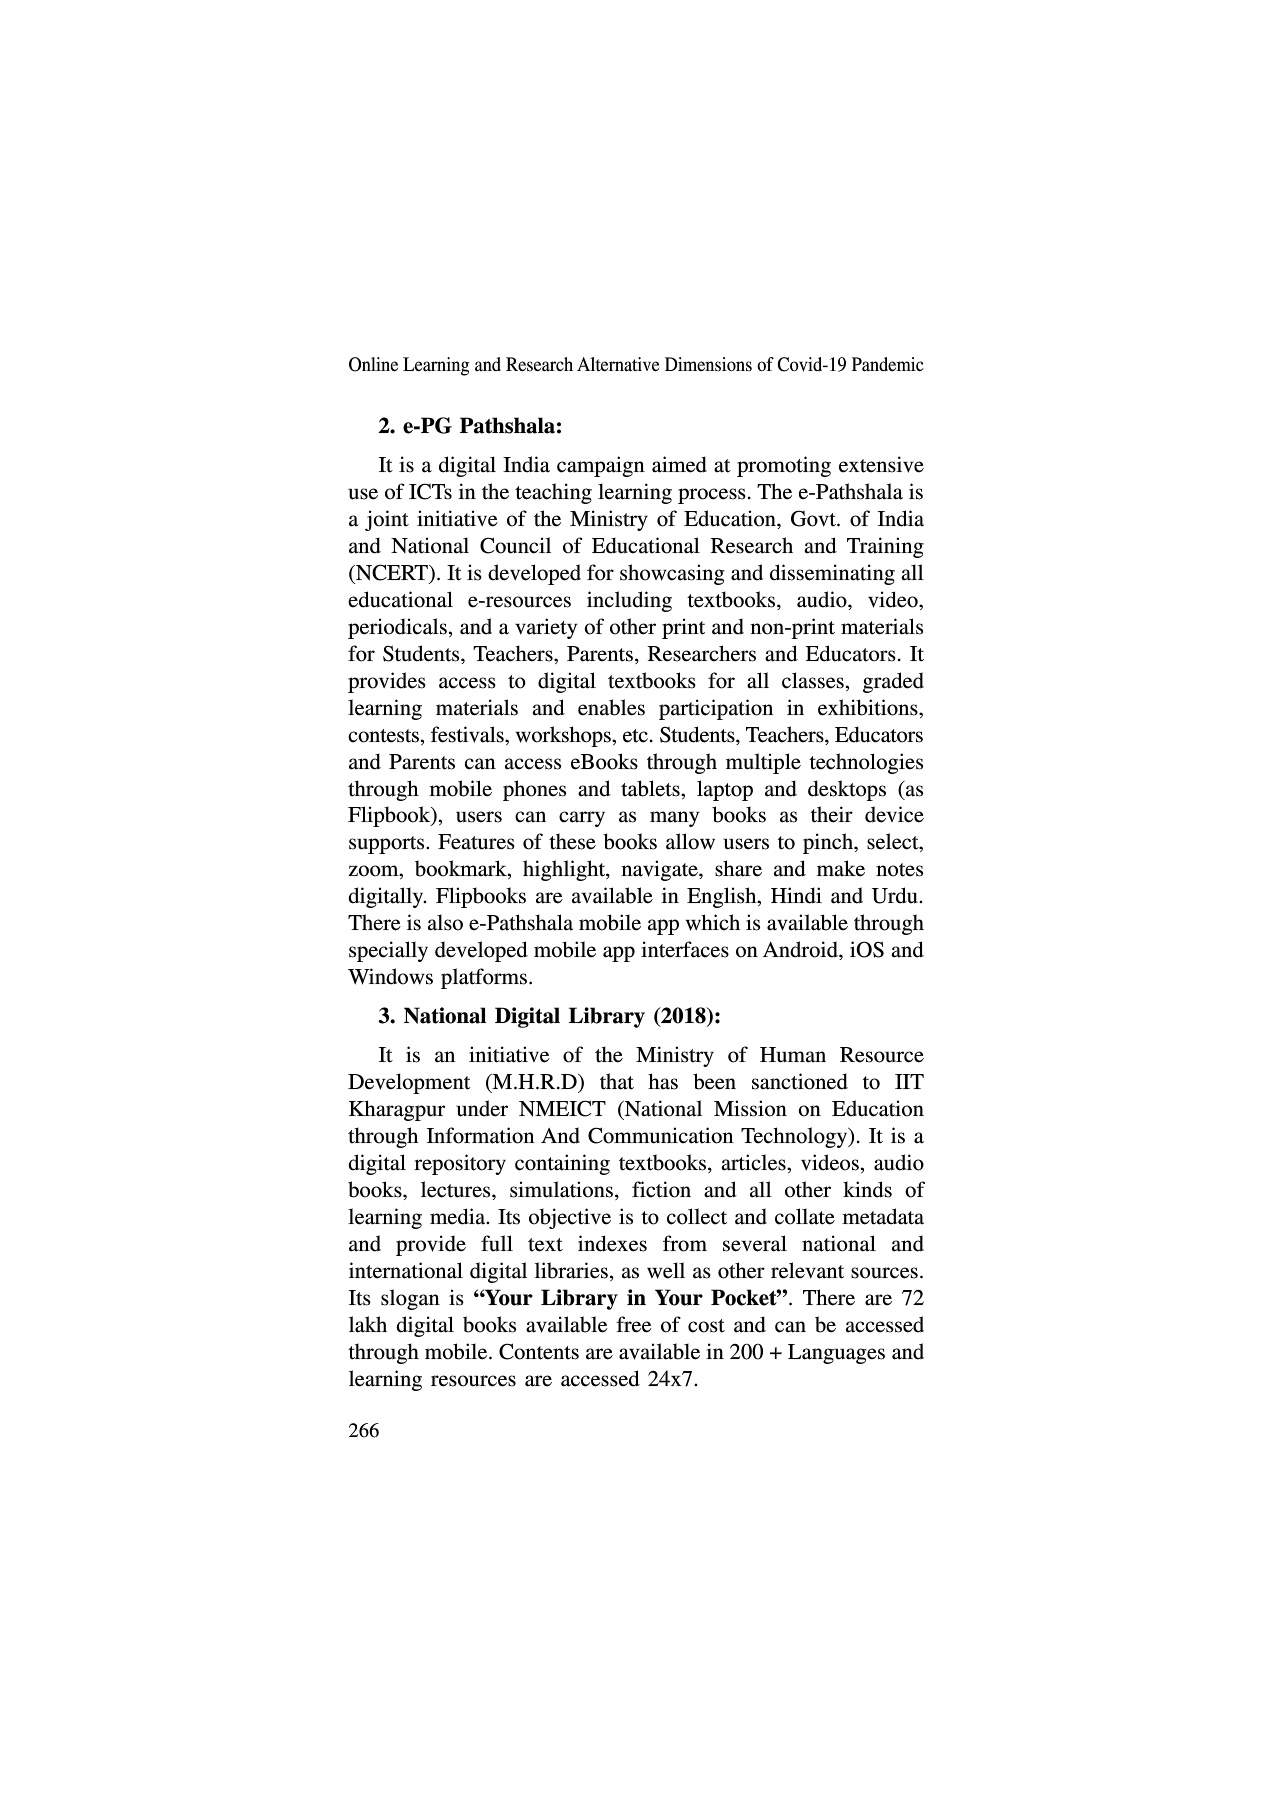 Online Learning and Research Alternative Dimensions of Covid-19 Pandemic
2. e-PG Pathshala:
It is a digital India campaign aimed at promoting extensive
use of ICTs in the teaching learning process. The e-Pathshala is
a joint initiative of the Ministry of Education, Govt. of India
and National Council of Educational Research and Training
(NCERT). It is developed for showcasing and disseminating all
educational e-resources including textbooks, audio, video,
periodicals, and a variety of other print and non-print materials
for Students, Teachers, Parents, Researchers and Educators. It
provides access to digital textbooks for all classes, graded
learning materials and enables participation in exhibitions,
contests, festivals, workshops, etc. Students, Teachers, Educators
and Parents can access eBooks through multiple technologies
through mobile phones and tablets, laptop and desktops (as
Flipbook), users can carry as many books as their device
supports. Features of these books allow users to pinch, select,
zoom, bookmark, highlight, navigate, share and make notes
digitally. Flipbooks are available in English, Hindi and Urdu.
There is also e-Pathshala mobile app which is available through
specially developed mobile app interfaces on Android, iOS and
Windows platforms.
3. National Digital Library (2018):
It is an initiative of the Ministry of Human Resource
Development (M.H.R.D) that has been sanctioned to IIT
Kharagpur under NMEICT (National Mission on Education
through Information And Communication Technology). It is a
digital repository containing textbooks, articles, videos, audio
books, lectures, simulations, fiction and all other kinds of
learning media. Its objective is to collect and collate metadata
and provide full text indexes from several national and
international digital libraries, as well as other relevant sources.
Its slogan is “Your Library in Your Pocket”. There are 72
lakh digital books available free of cost and can be accessed
through mobile. Contents are available in 200 + Languages and
learning resources are accessed 24x7.
266